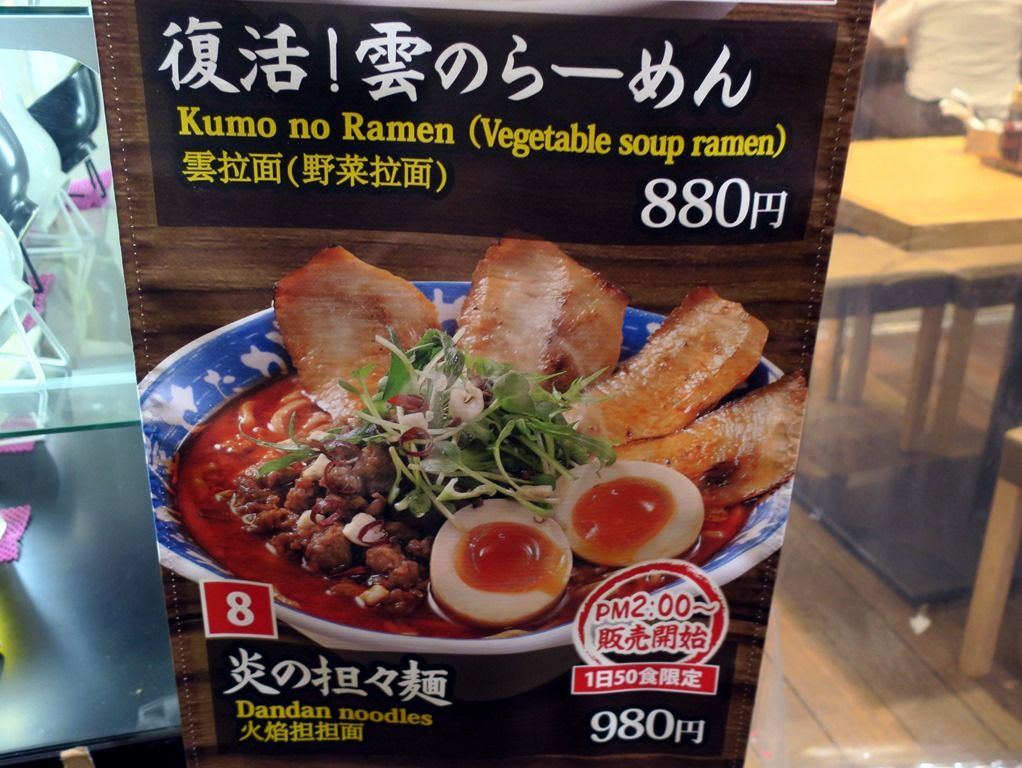 復活!雲のらーめん
Kumo no Ramen (Vegetable soup ramen)
雲拉面(野菜拉面)
880円
8
PM2:00〜
販売開始
1日50食限定
炎の担々麺
Dandan noodles
火焰担担面
980円